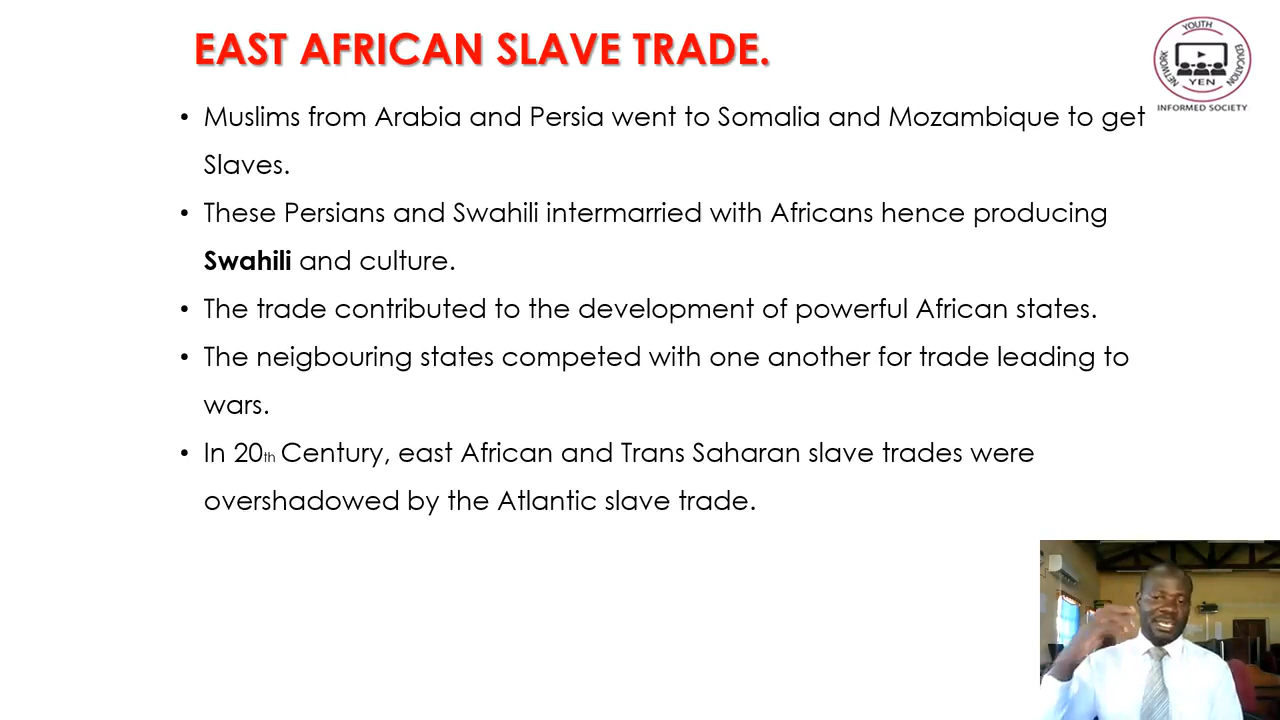 EAST AFRICAN SLAVE TRADE.
YOUTH
EDUCATION
NETWORK
YEN
INFORMED SOCIETY
• Muslims from Arabia and Persia went to Somalia and Mozambique to get
Slaves.
• These Persians and Swahili intermarried with Africans hence producing
Swahili and culture.
• The trade contributed to the development of powerful African states.
• The neigbouring states competed with one another for trade leading to
wars.
• In 20th Century, east African and Trans Saharan slave trades were
overshadowed by the Atlantic slave trade.